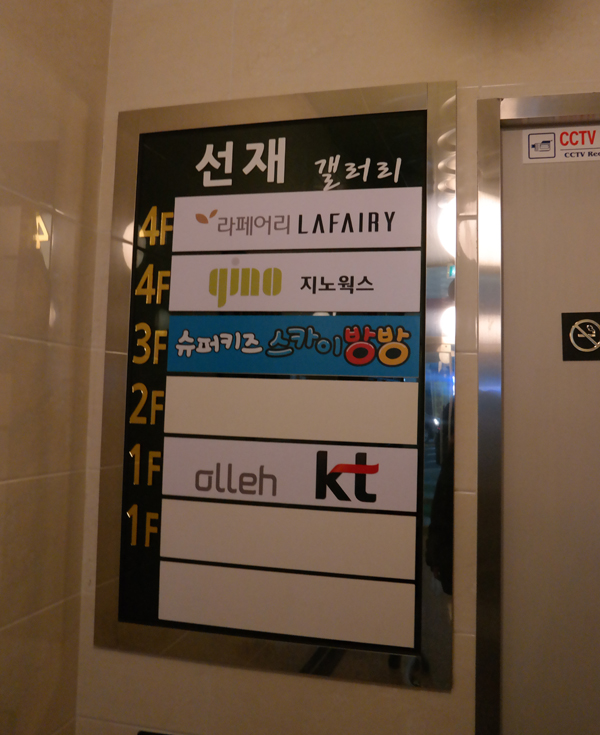 선재 갤러리
4F 라페어리 LAFAIRY
4F gino 지노웍스
3F 슈퍼키즈 스카이방방
2F
1F olleh kt
1F
CCTV
4